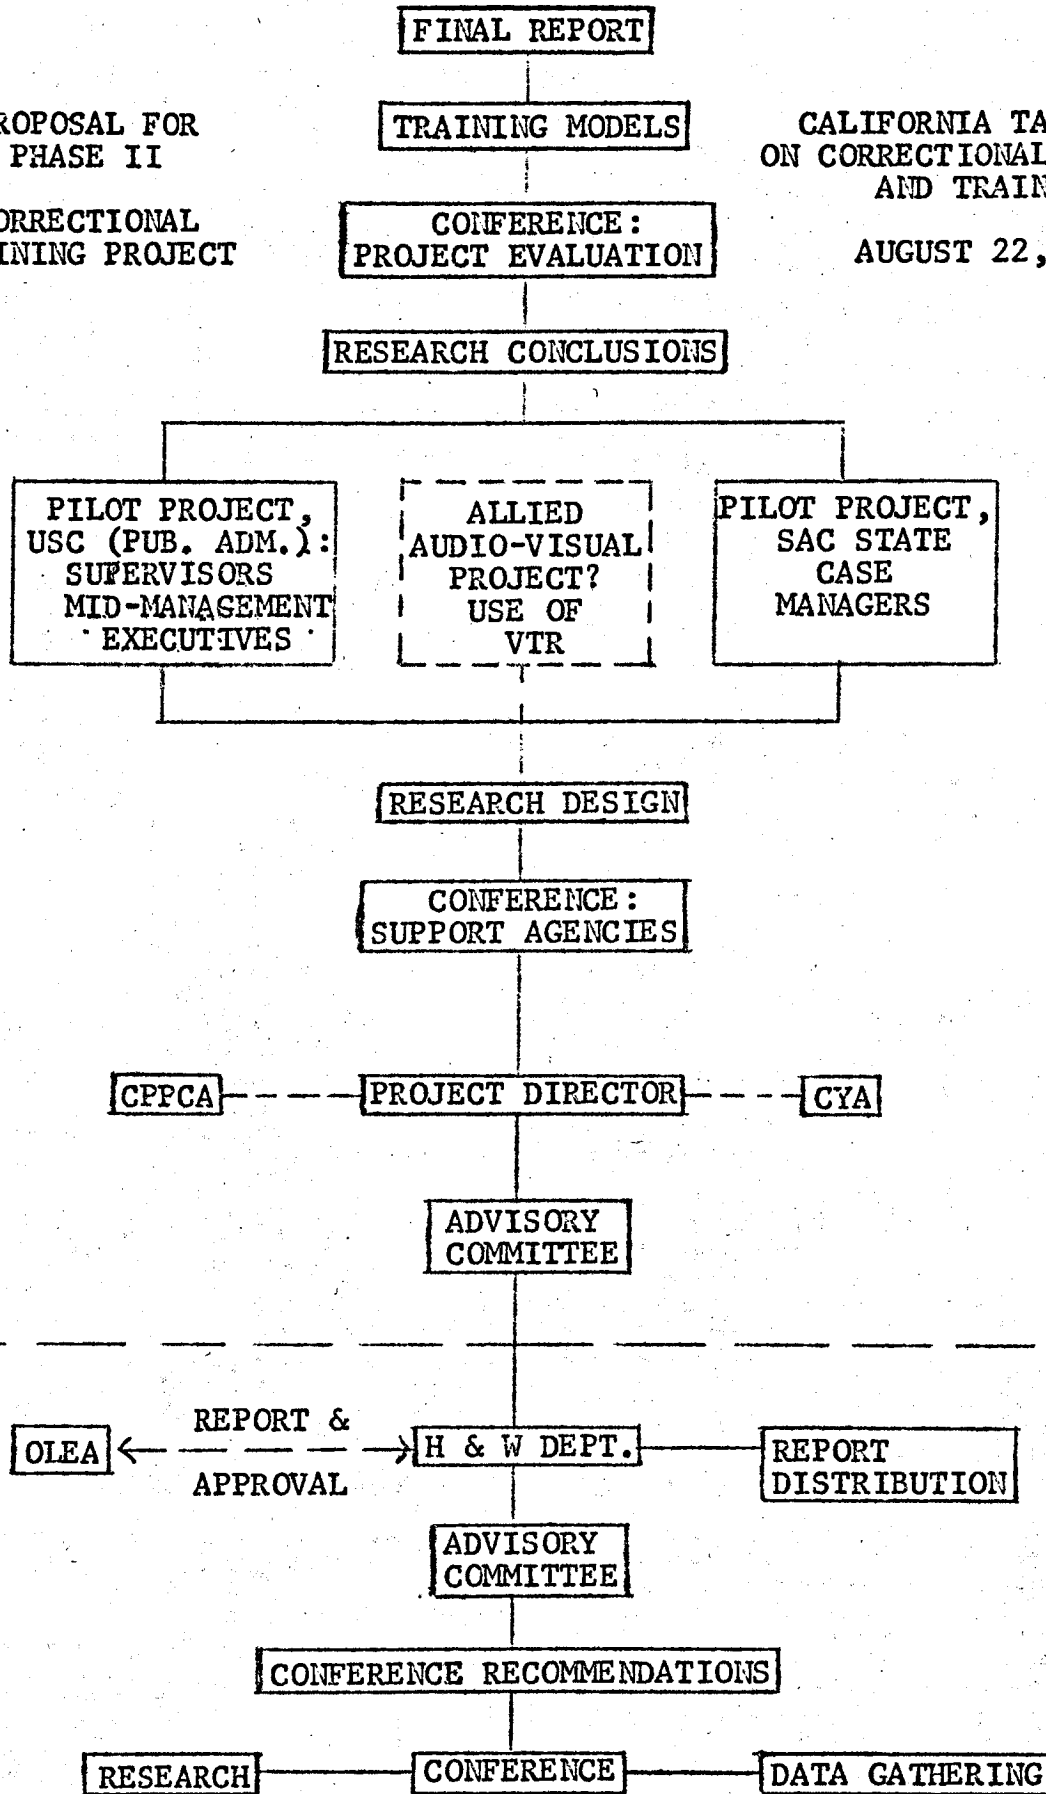 FINAL REPORT
ROPOSAL FOR
PHASE II
ORRECTIONAL
INING PROJECT
TRAINING MODELS
CALIFORNIA TA
ON CORRECTIONAL
AND TRAIN
AUGUST 22,
CONFERENCE:
PROJECT EVALUATION
RESEARCH CONCLUSIONS
PILOT PROJECT,
USC (PUB. ADM.):
SUPERVISORS
MID-MANAGEMENT
EXECUTIVES
ALLIED
AUDIO-VISUAL
PROJECT?
USE OF
VTR
PILOT PROJECT,
SAC STATE
CASE
MANAGERS
RESEARCH DESIGN
CONFERENCE:
SUPPORT AGENCIES
CPPCA
PROJECT DIRECTOR
CYA
ADVISORY
COMMITTEE
OLEA
REPORT &
APPROVAL
H & W DEPT.
REPORT
DISTRIBUTION
ADVISORY
COMMITTEE
CONFERENCE RECOMMENDATIONS
RESEARCH
CONFERENCE
DATA GATHERING